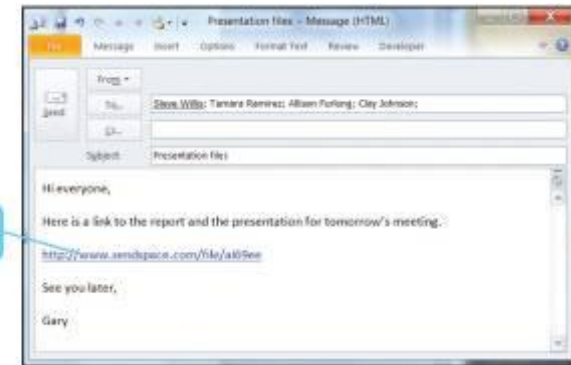 Presentation files - Message (HTML)
File Message Insert Options Format Text Review Developer
From
Send
To... Steve Willis; Tamara Ramirez; Allison Furlong; Clay Johnson;
Cc...
Subject: Presentation files
Hi everyone,
Here is a link to the report and the presentation for tomorrow's meeting.
http://www.sendspace.com/file/
See you later,
Gary